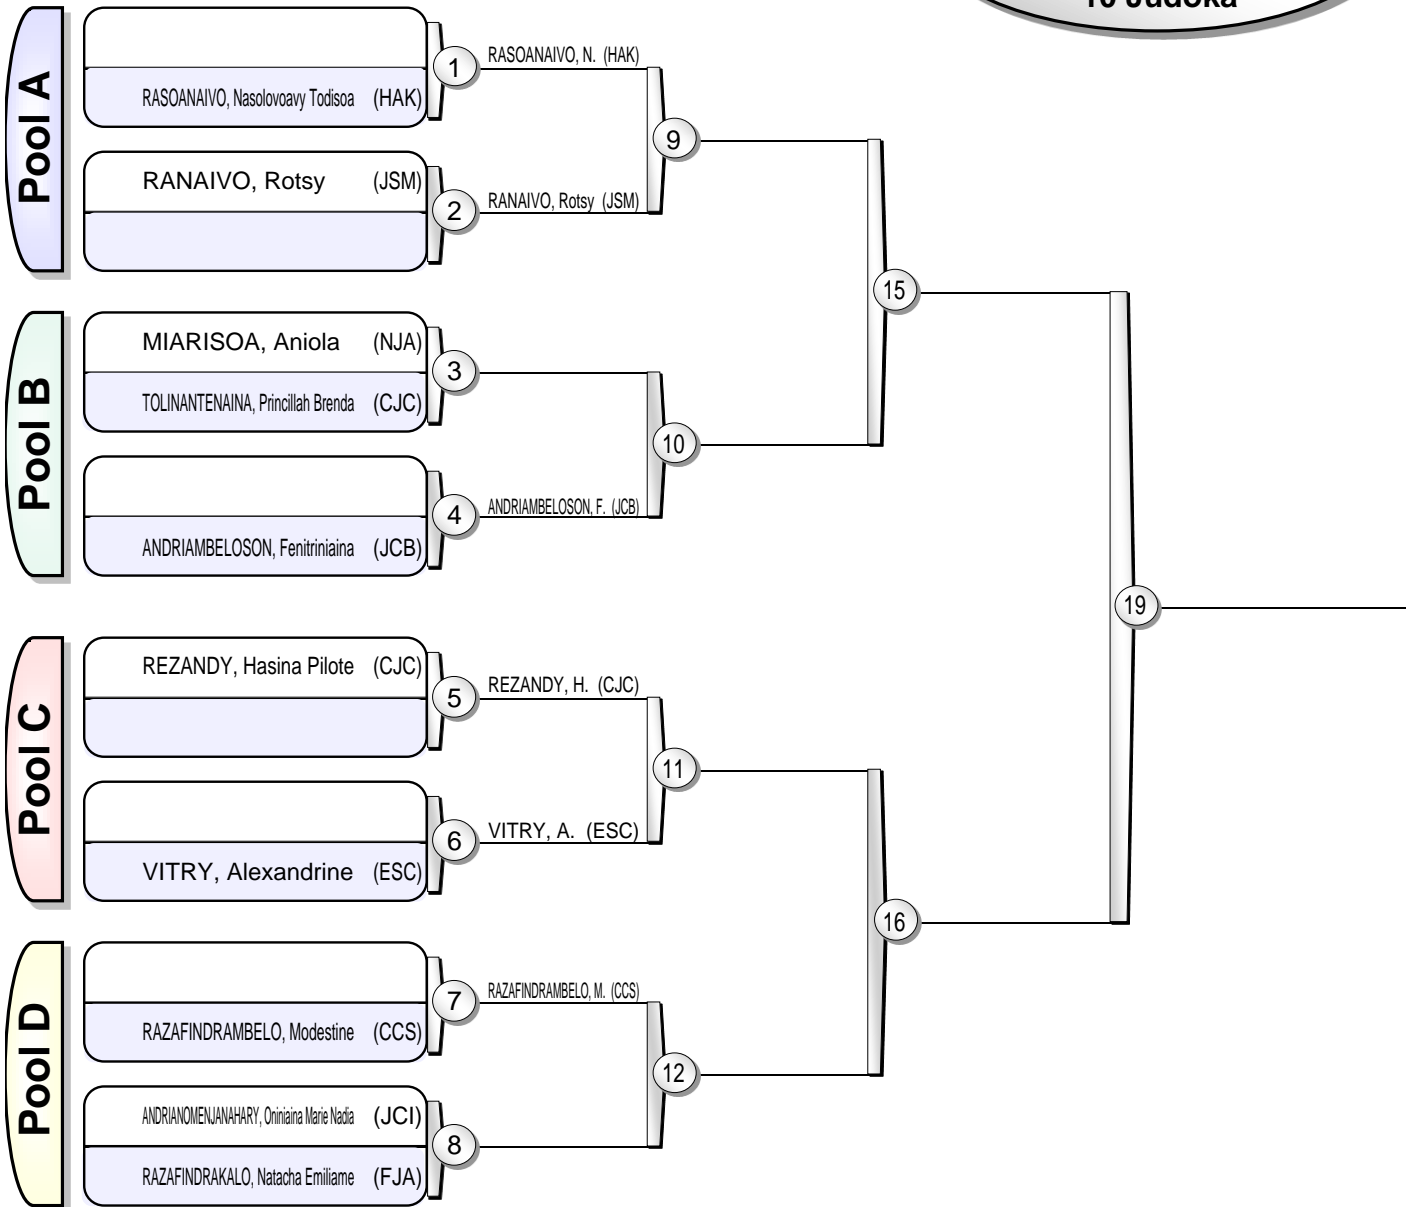 10 Judoka
Pool A
RASOANAIVO, Nasolovoavy Todisoa (HAK)
1
RASOANAIVO, N. (HAK)
RANAIVO, Rotsy (JSM)
2
RANAIVO, Rotsy (JSM)
9
Pool B
MIARISOA, Aniola (NJA)
TOLINANTENAINA, Princillah Brenda (CJC)
3
ANDRIAMBELOSON, Fenitriniaina (JCB)
4
ANDRIAMBELOSON, F. (JCB)
10
15
Pool C
REZANDY, Hasina Pilote (CJC)
5
REZANDY, H. (CJC)
VITRY, Alexandrine (ESC)
6
VITRY, A. (ESC)
11
Pool D
RAZAFINDRAMBELO, Modestine (CCS)
7
RAZAFINDRAMBELO, M. (CCS)
ANDRIANOMENJANAHARY, Oniniaina Marie Nadia (JCI)
RAZAFINDRAKALO, Natacha Emiliame (FJA)
8
12
16
19